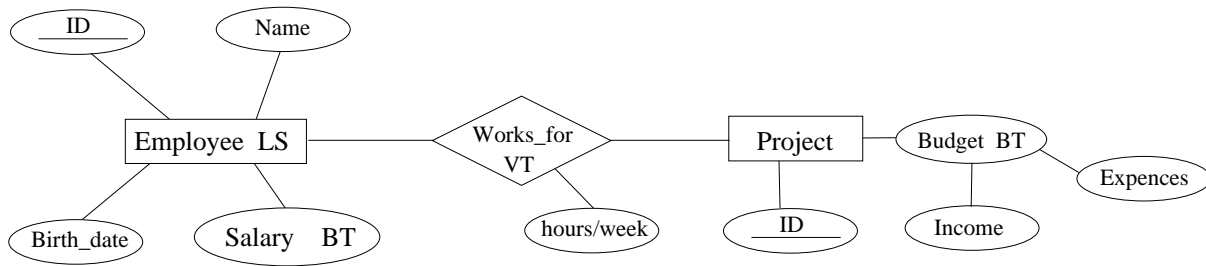 ID
Name
Employee LS
Works_for
VT
Project
Budget BT
Expences
Birth_date
Salary BT
hours/week
ID
Income